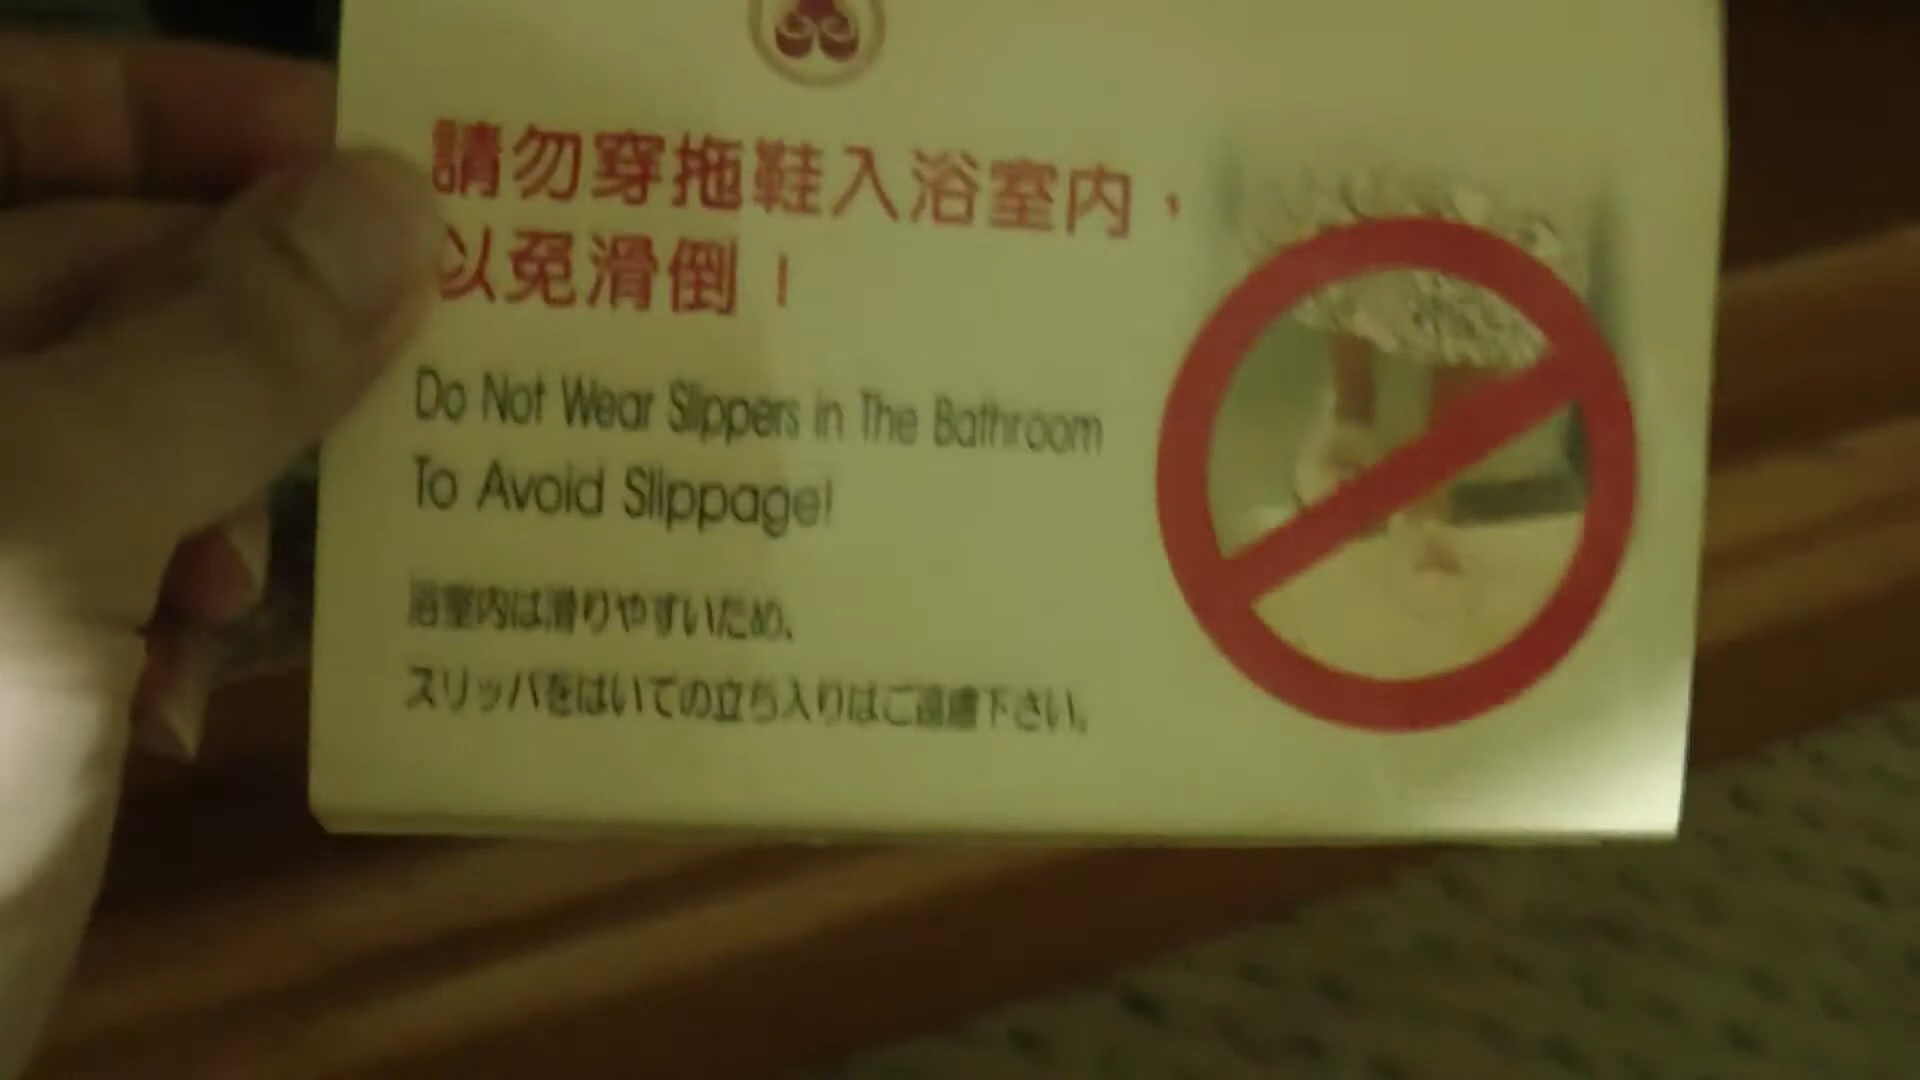 請勿穿拖鞋入浴室內，
以免滑倒！
Do Not Wear Slippers in The Bathroom
To Avoid Slippage!
浴室内は滑りやすいため、
スリッパをはいての立ち入りはご遠慮下さい。